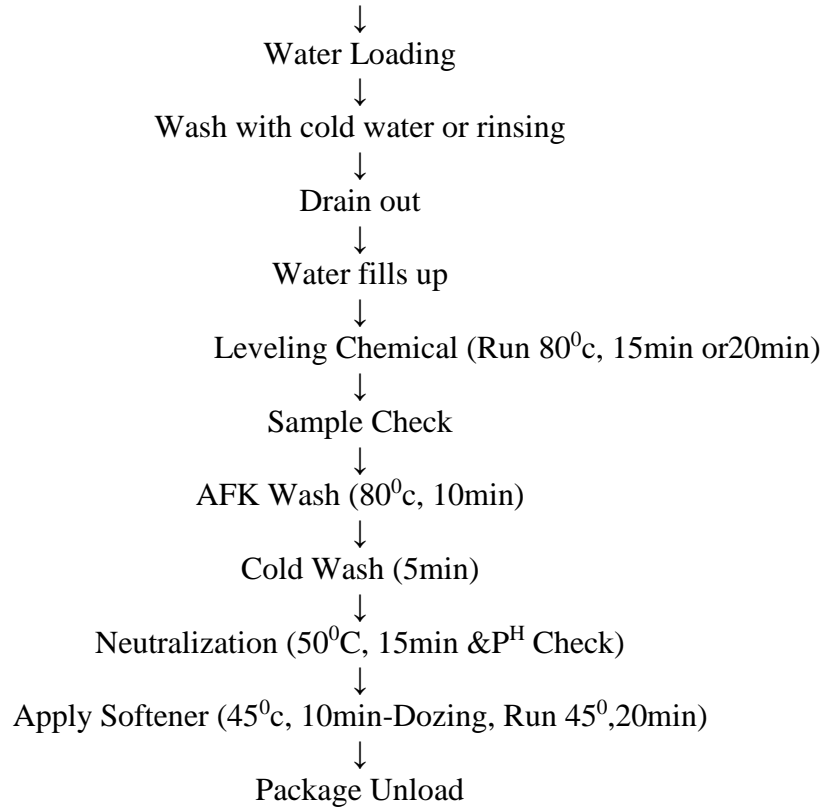 ↓
Water Loading
↓
Wash with cold water or rinsing
↓
Drain out
↓
Water fills up
↓
Leveling Chemical (Run 80⁰c, 15min or20min)
↓
Sample Check
↓
AFK Wash (80⁰c, 10min)
↓
Cold Wash (5min)
↓
Neutralization (50⁰C, 15min &Pᴴ Check)
↓
Apply Softener (45⁰c, 10min-Dozing, Run 45⁰,20min)
↓
Package Unload